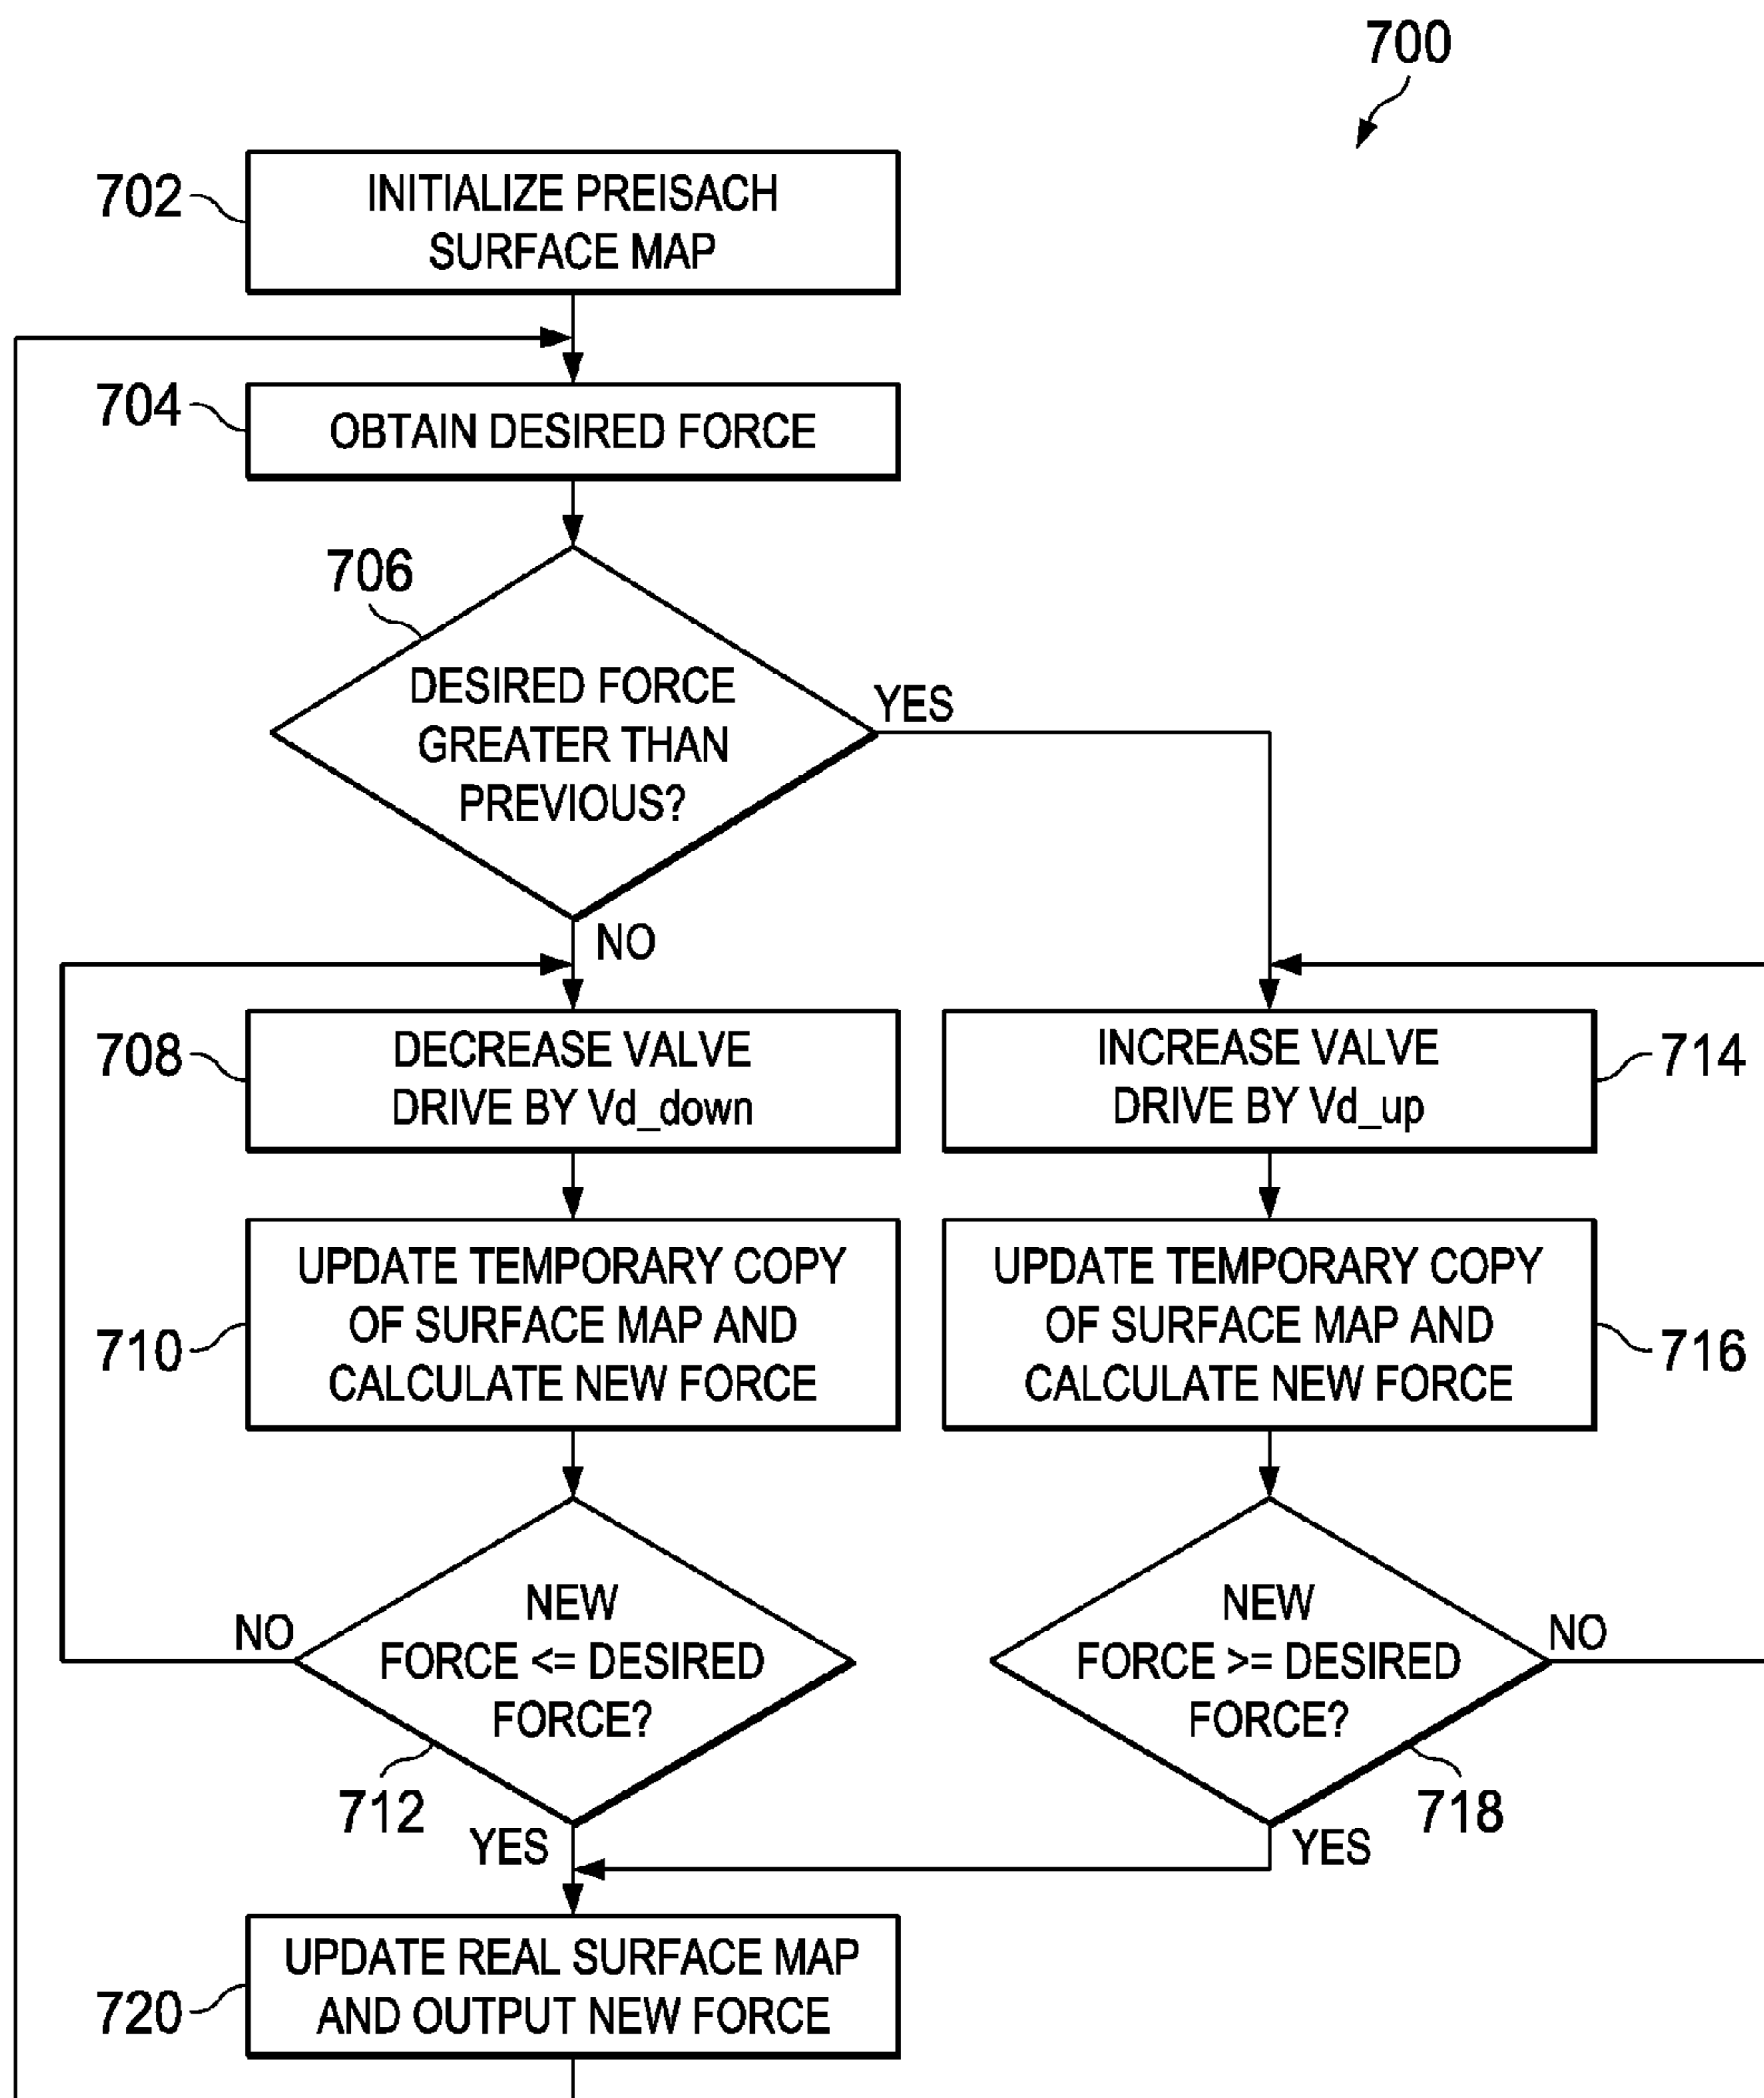 700
702
INITIALIZE PREISACH
SURFACE MAP
704
OBTAIN DESIRED FORCE
706
DESIRED FORCE
GREATER THAN
PREVIOUS?
YES
NO
708
DECREASE VALVE
DRIVE BY Vd_down
INCREASE VALVE
DRIVE BY Vd_up
714
710
UPDATE TEMPORARY COPY
OF SURFACE MAP AND
CALCULATE NEW FORCE
UPDATE TEMPORARY COPY
OF SURFACE MAP AND
CALCULATE NEW FORCE
716
NO
NEW
FORCE <= DESIRED
FORCE?
712
YES
NEW
FORCE >= DESIRED
FORCE?
NO
718
YES
720
UPDATE REAL SURFACE MAP
AND OUTPUT NEW FORCE